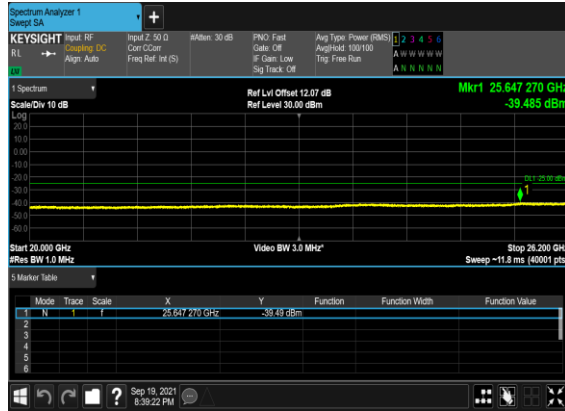 Spectrum Analyzer 1
Swept SA
+
KEYSIGHT Input: RF Input Z: 50 Ω #Atten: 30 dB PNO: Fast Avg Type: Power (RMS) 1 2 3 4 5 6
RL Coupling: DC Corr CCorr Gate: Off Avg|Hold: 100/100 A W W W W W
Align: Auto Freq Ref: Int (S) IF Gain: Low Trig: Free Run
Sig Track: Off A N N N N N
LW
1 Spectrum Ref Lvl Offset 12.07 dB Mkr1 25.647 270 GHz
Scale/Div 10 dB Ref Level 30.00 dBm -39.485 dBm
Log
20.0
10.0
0.00
-10.0
-20.0 DL1 -25.00 dBm
-30.0 1
-40.0
-50.0
-60.0
Start 20.000 GHz Video BW 3.0 MHz* Stop 26.200 GHz
#Res BW 1.0 MHz Sweep ~11.8 ms (40001 pts)
5 Marker Table
Mode Trace Scale X Y Function Function Width Function Value
1 N 1 f 25.647 270 GHz -39.49 dBm
2
3
4
5
6
? Sep 19, 2021
8:39:22 PM